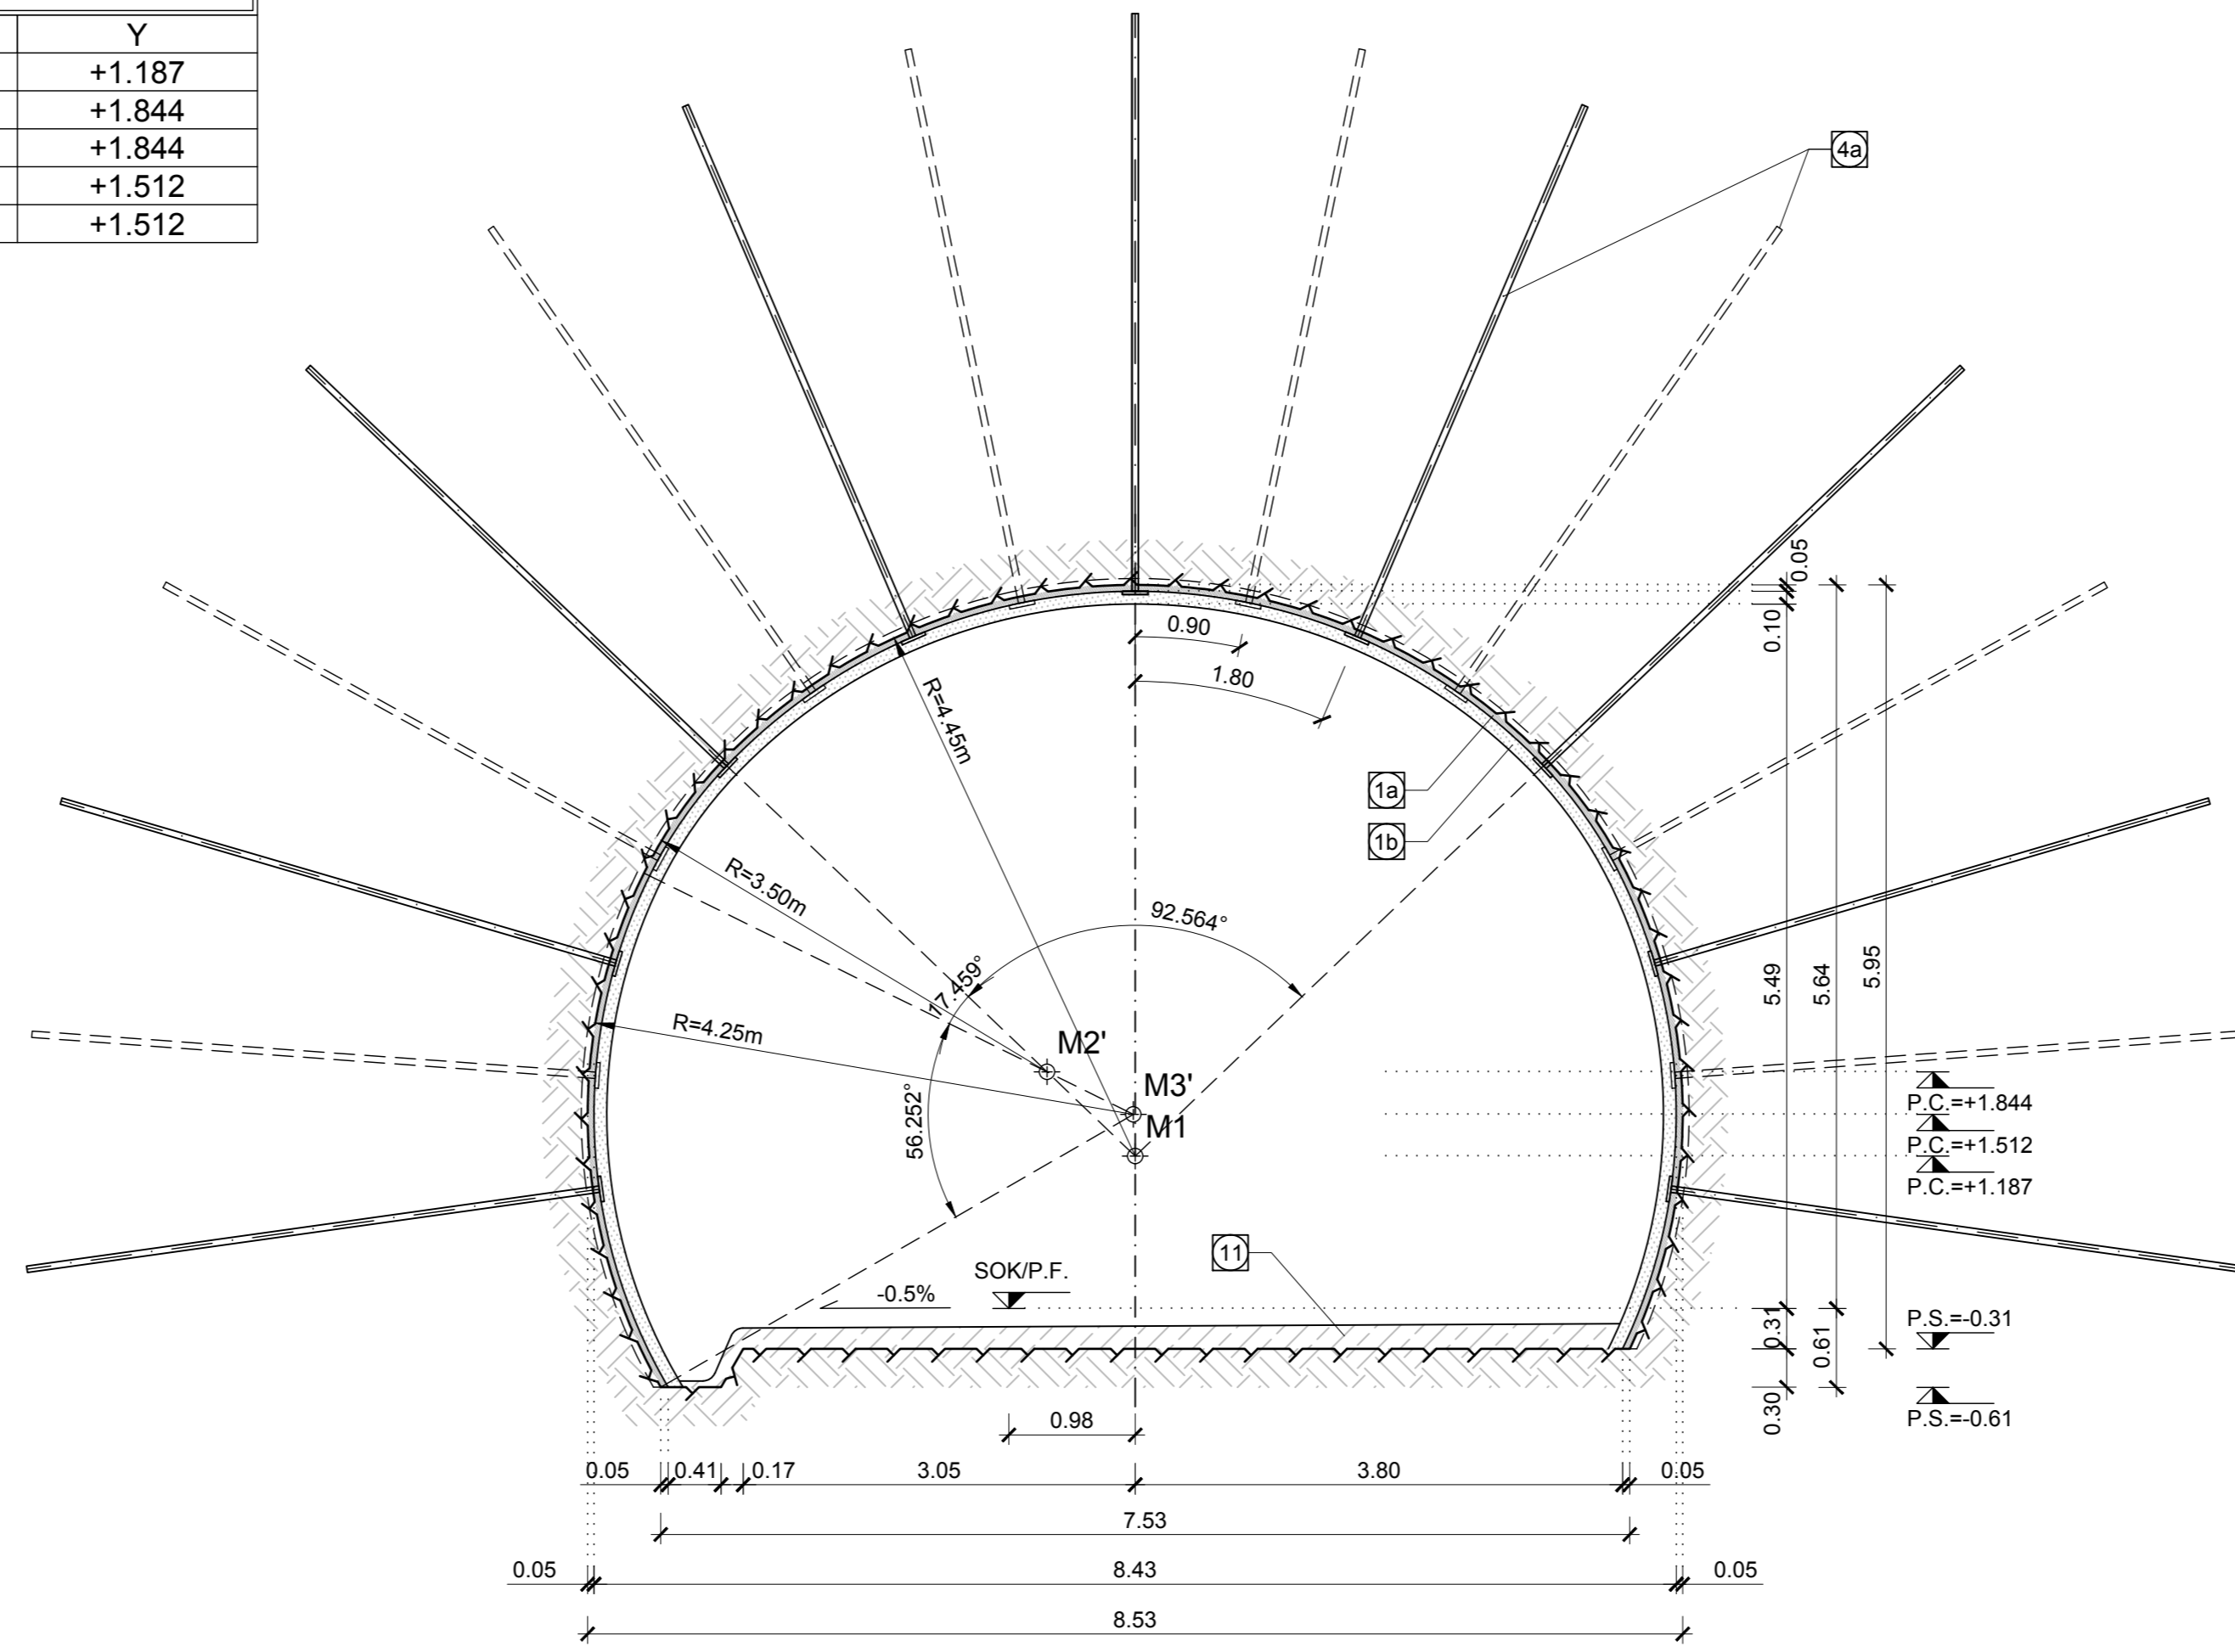 Y
+1.187
+1.844
+1.844
+1.512
+1.512
4a
0.05
0.10
0.90
1.80
R=4.45m
1a
1b
R=3.50m
92.564°
17.459°
R=4.25m
M2'
M3'
M1
56.252°
5.49
5.64
5.95
P.C.=+1.844
P.C.=+1.512
P.C.=+1.187
11
SOK/P.F.
-0.5%
0.31
0.61
0.30
P.S.=-0.31
P.S.=-0.61
0.98
0.05 0.41 0.17 3.05 3.80 0.05
7.53
0.05 8.43 0.05
8.53